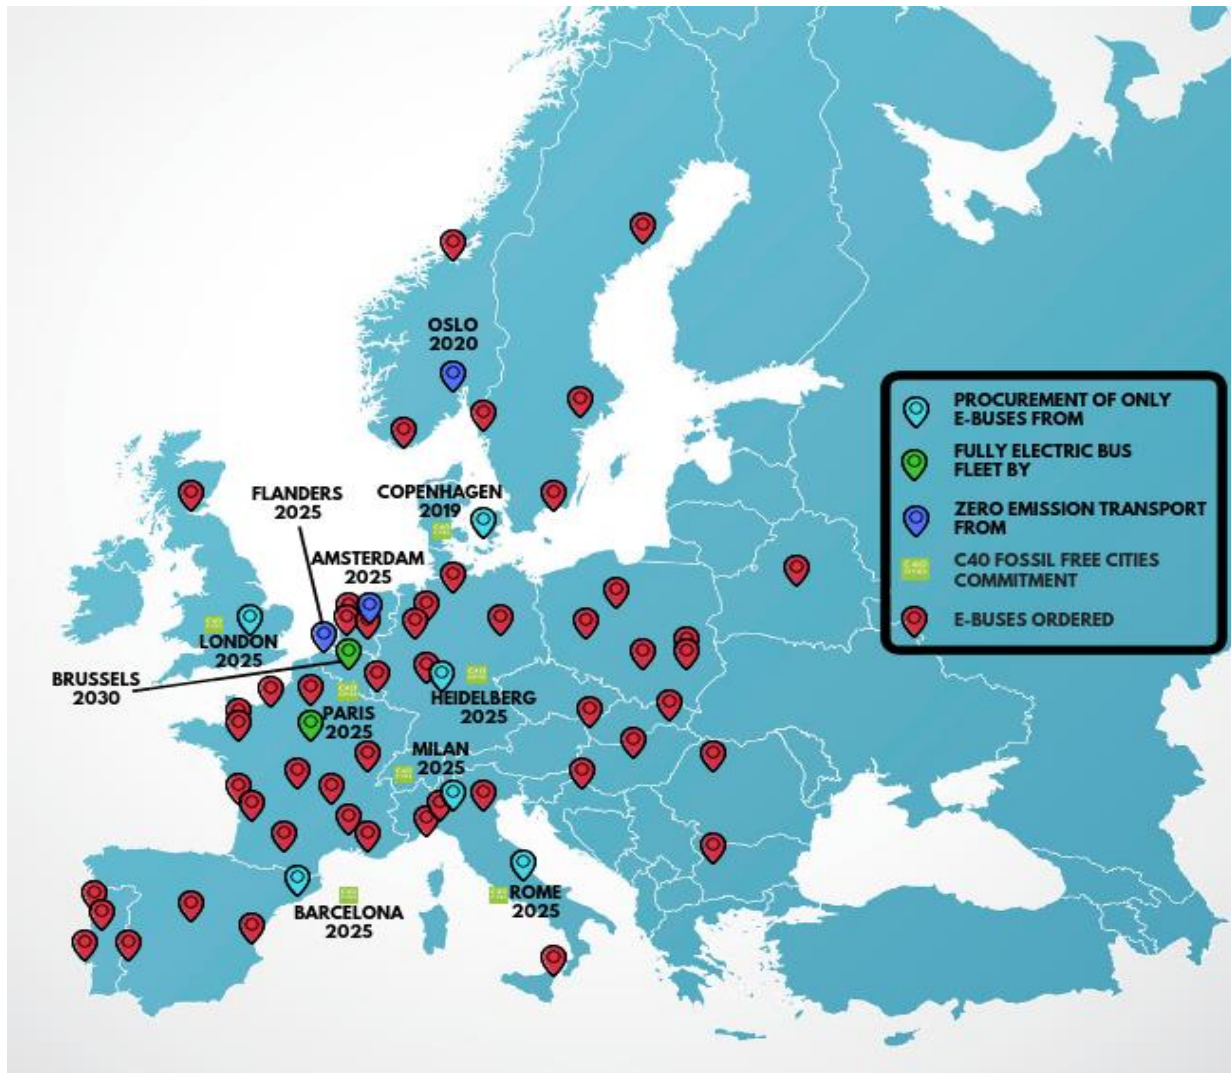 OSLO
2020
FLANDERS
2025
COPENHAGEN
2019
AMSTERDAM
2025
LONDON
2025
BRUSSELS
2030
HEIDELBERG
2025
PARIS
2025
MILAN
2025
BARCELONA
2025
ROME
2025
PROCUREMENT OF ONLY
E-BUSES FROM
FULLY ELECTRIC BUS
FLEET BY
ZERO EMISSION TRANSPORT
FROM
C40 FOSSIL FREE CITIES
COMMITMENT
E-BUSES ORDERED